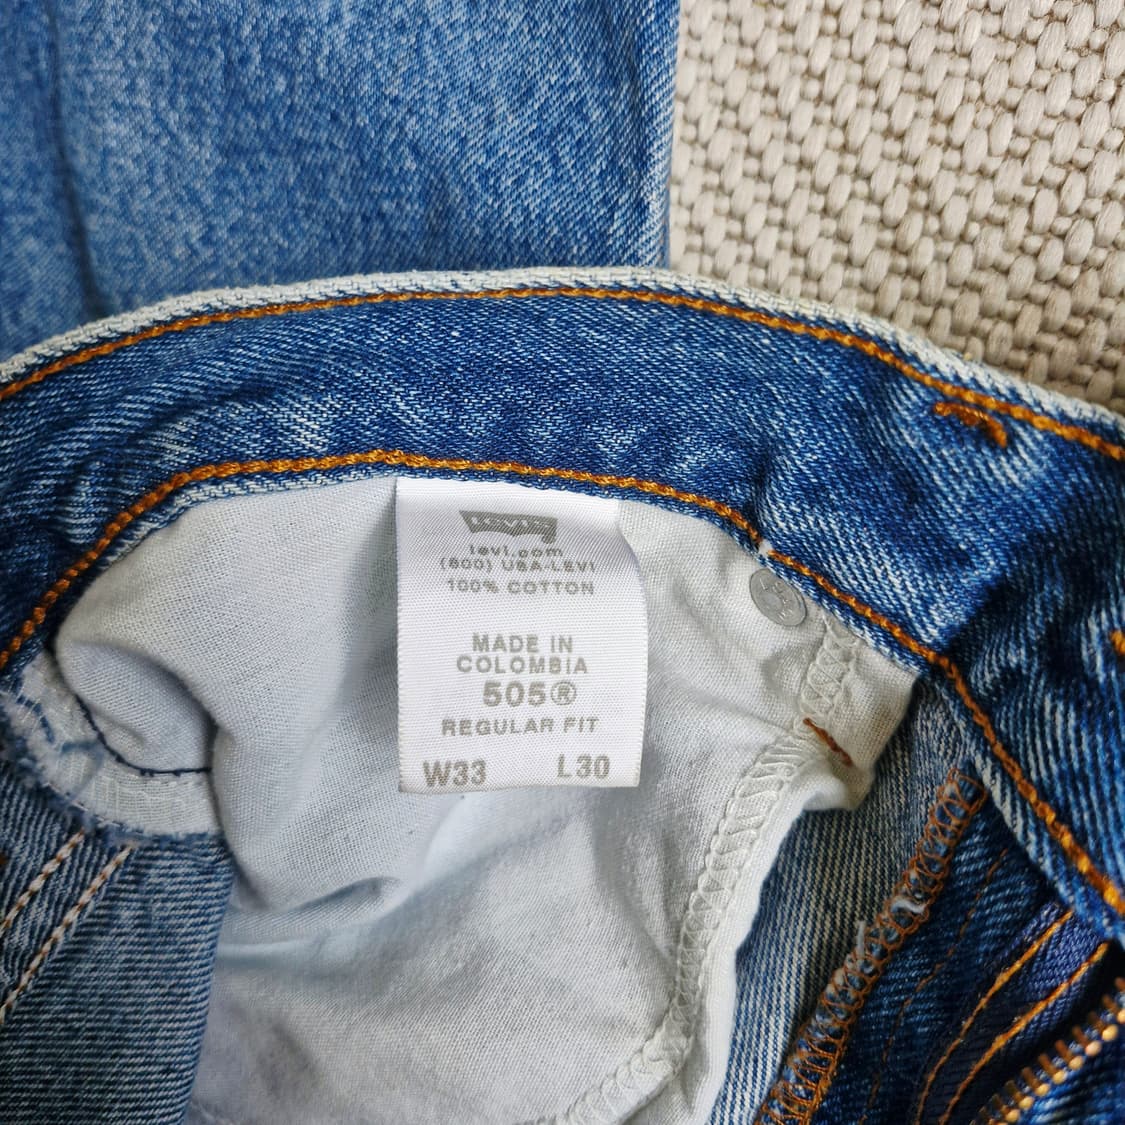 Levi's
levi.com
(800) USA-LEVI
100% COTTON
MADE IN
COLOMBIA
505®
REGULAR FIT
W33 L30